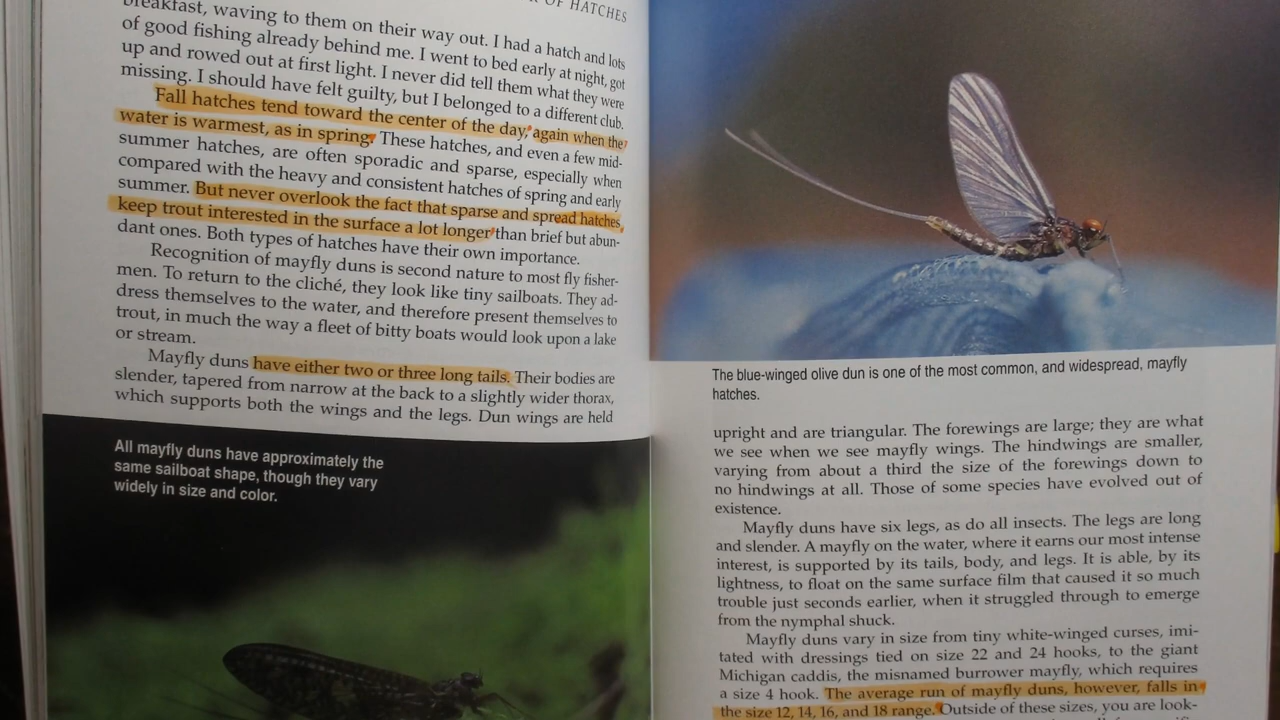 OF HATCHES
breakfast, waving to them on their way out. I had a hatch and lots
of good fishing already behind me. I went to bed early at night, got
up and rowed out at first light. I never did tell them what they were
missing. I should have felt guilty, but I belonged to a different club.
Fall hatches tend toward the center of the day, again when the
water is warmest, as in spring. These hatches, and even a few mid-
summer hatches, are often sporadic and sparse, especially when
compared with the heavy and consistent hatches of spring and early
summer. But never overlook the fact that sparse and spread hatches
keep trout interested in the surface a lot longer than brief but abun-
dant ones. Both types of hatches have their own importance.
Recognition of mayfly duns is second nature to most fly fisher-
men. To return to the cliché, they look like tiny sailboats. They ad-
dress themselves to the water, and therefore present themselves to
trout, in much the way a fleet of bitty boats would look upon a lake
or stream.
Mayfly duns have either two or three long tails. Their bodies are
slender, tapered from narrow at the back to a slightly wider thorax,
which supports both the wings and the legs. Dun wings are held
All mayfly duns have approximately the
same sailboat shape, though they vary
widely in size and color.
The blue-winged olive dun is one of the most common, and widespread, mayfly
hatches.
upright and are triangular. The forewings are large; they are what
we see when we see mayfly wings. The hindwings are smaller,
varying from about a third the size of the forewings down to
no hindwings at all. Those of some species have evolved out of
existence.
Mayfly duns have six legs, as do all insects. The legs are long
and slender. A mayfly on the water, where it earns our most intense
interest, is supported by its tails, body, and legs. It is able, by its
lightness, to float on the same surface film that caused it so much
trouble just seconds earlier, when it struggled through to emerge
from the nymphal shuck.
Mayfly duns vary in size from tiny white-winged curses, imi-
tated with dressings tied on size 22 and 24 hooks, to the giant
Michigan caddis, the misnamed burrower mayfly, which requires
a size 4 hook. The average run of mayfly duns, however, falls in
the size 12, 14, 16, and 18 range. Outside of these sizes, you are look-